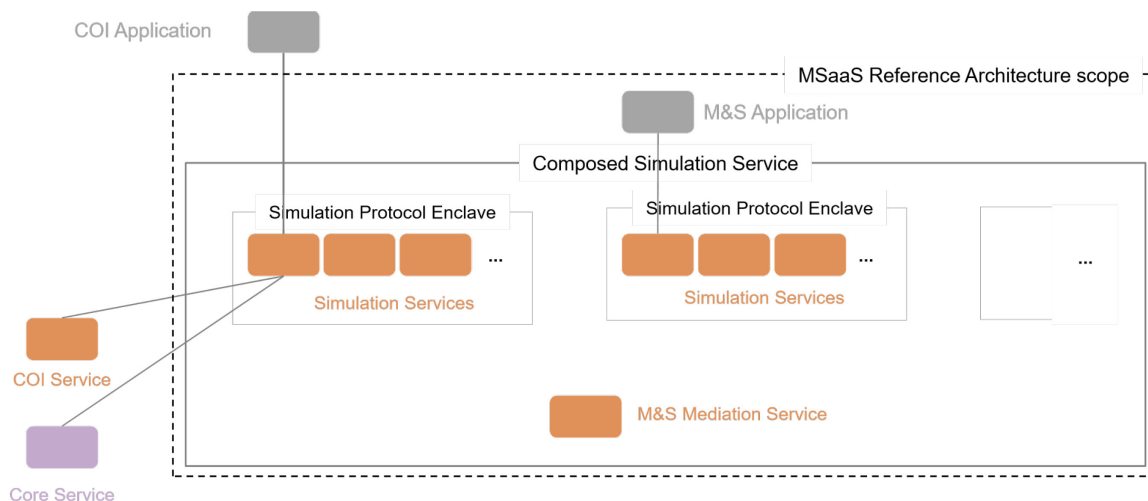 COI Application
MSaaS Reference Architecture scope
M&S Application
Composed Simulation Service
Simulation Protocol Enclave
Simulation Protocol Enclave
...
...
...
Simulation Services
Simulation Services
COI Service
M&S Mediation Service
Core Service